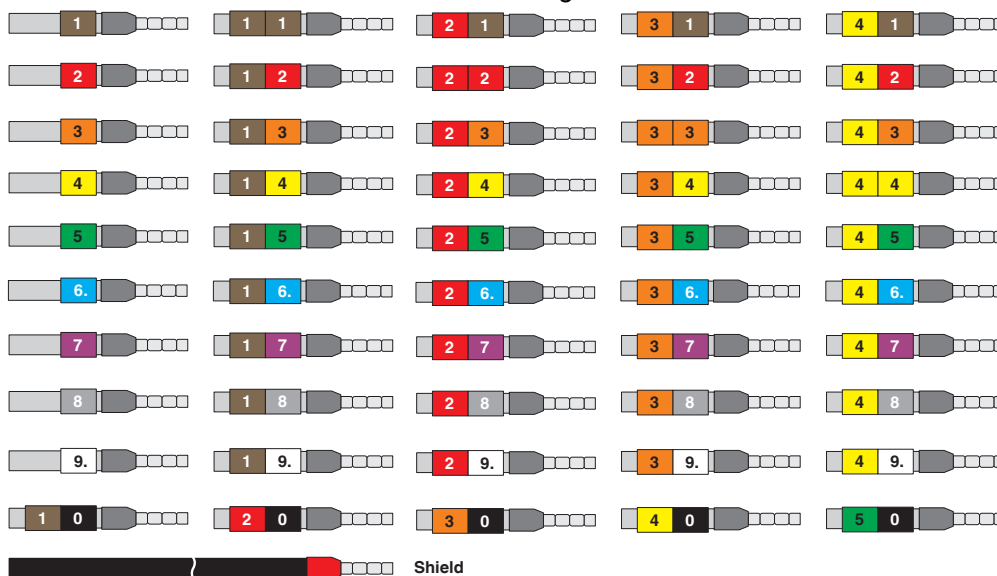 1 1 1 2 1 3 1 4 1
2 1 2 2 2 3 2 4 2
3 1 3 2 3 3 3 4 3
4 1 4 2 4 3 4 4 4
5 1 5 2 5 3 5 4 5
6. 1 6. 2 6. 3 6. 4 6.
7 1 7 2 7 3 7 4 7
8 1 8 2 8 3 8 4 8
9. 1 9. 2 9. 3 9. 4 9.
1 0 2 0 3 0 4 0 5 0
Shield